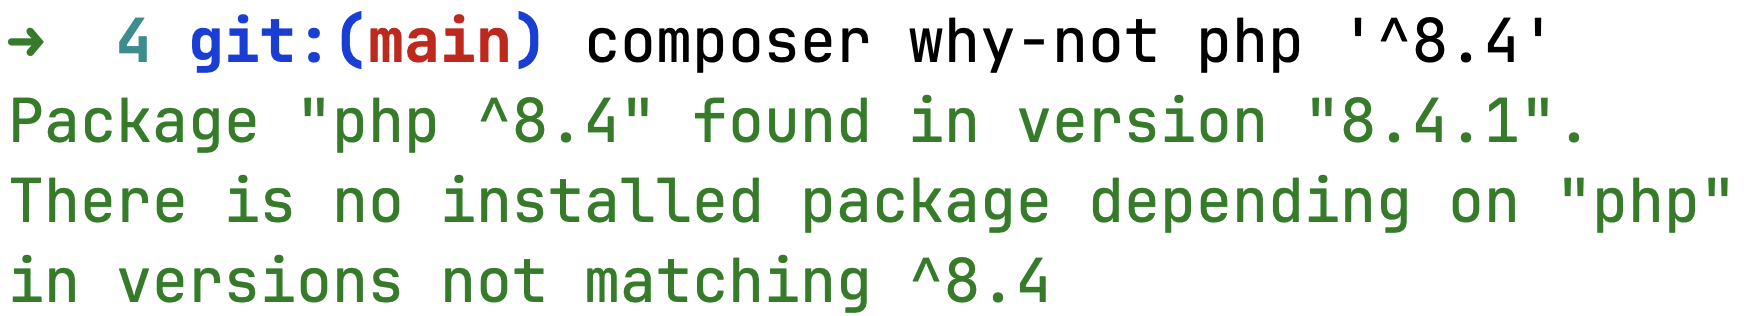 ➜  4 git:(main) composer why-not php '^8.4'
Package "php ^8.4" found in version "8.4.1".
There is no installed package depending on "php"
in versions not matching ^8.4